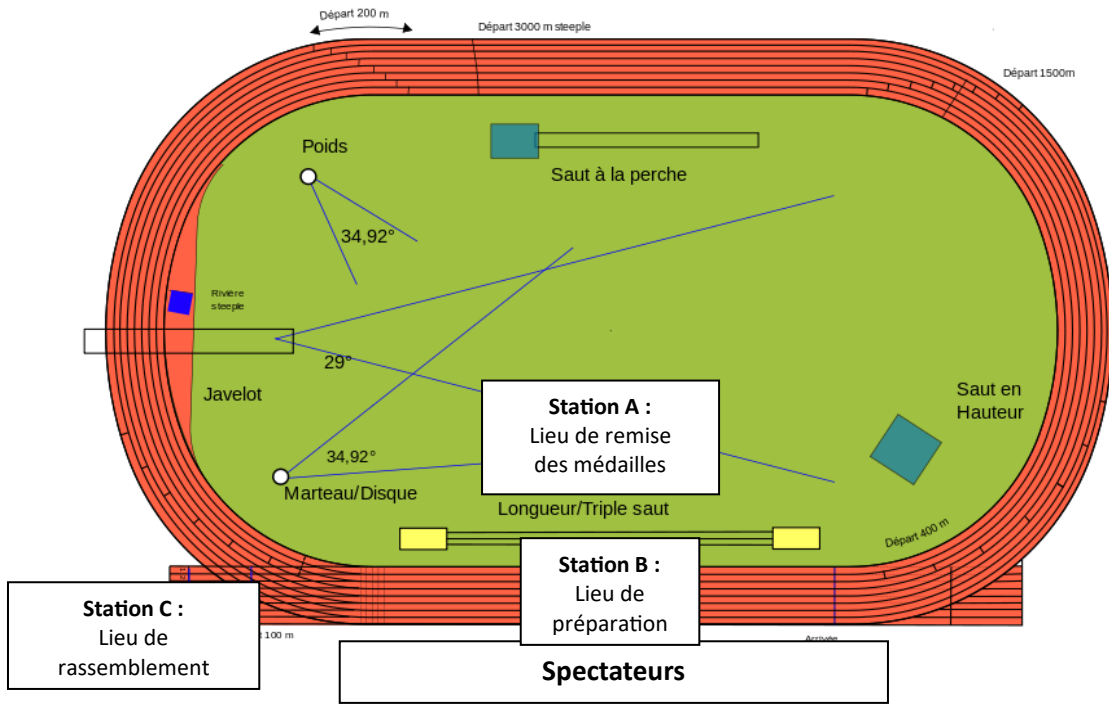 Départ 200 m
Départ 3000 m steeple
Départ 1500m
Poids
Saut à la perche
34,92°
Rivière
steeple
29°
Javelot
Station A :
Lieu de remise
des médailles
Saut en
Hauteur
34,92°
Marteau/Disque
Longueur/Triple saut
Départ 400 m
Station B :
Lieu de
préparation
Station C :
Lieu de
rassemblement
100 m
Arrivée
Spectateurs